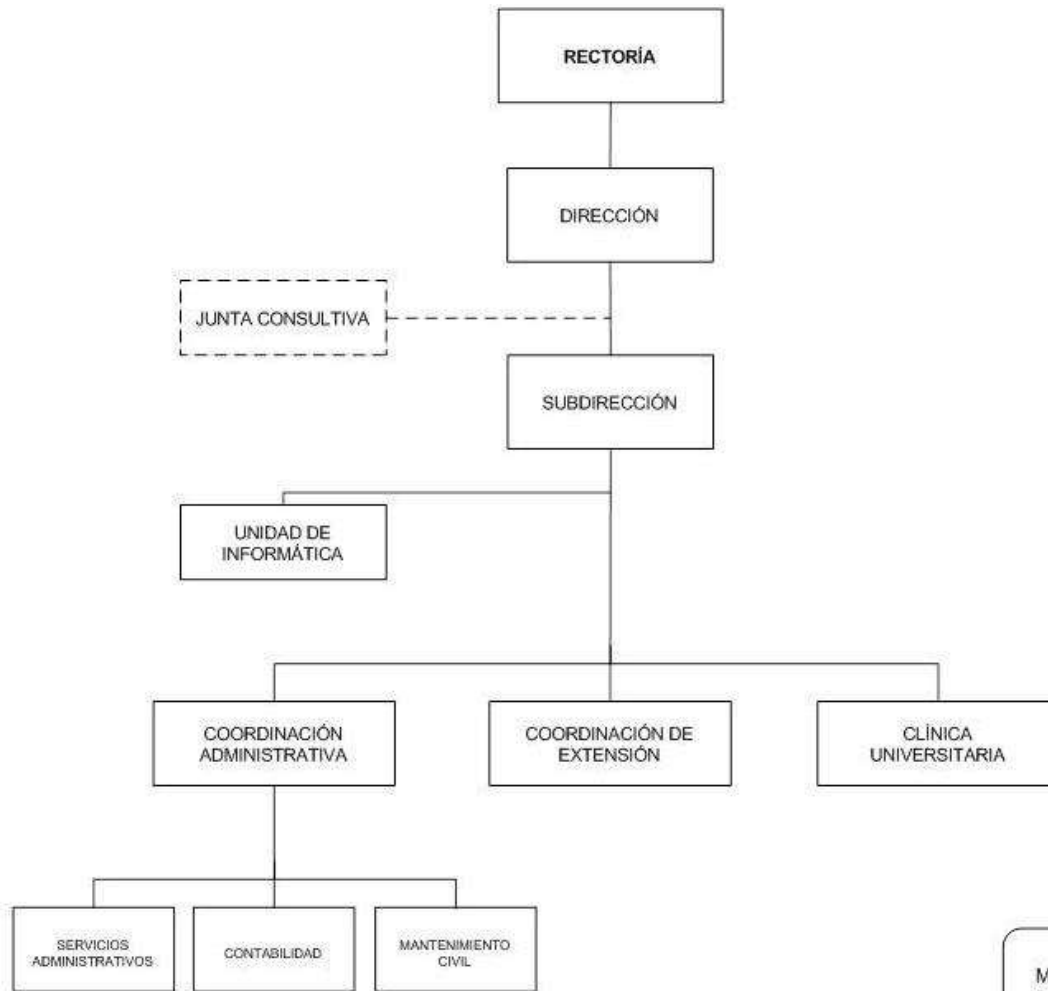 RECTORÍA
DIRECCIÓN
JUNTA CONSULTIVA
SUBDIRECCIÓN
UNIDAD DE
INFORMÁTICA
COORDINACIÓN
ADMINISTRATIVA
COORDINACIÓN DE
EXTENSIÓN
CLÍNICA
UNIVERSITARIA
SERVICIOS
ADMINISTRATIVOS
CONTABILIDAD
MANTENIMIENTO
CIVIL